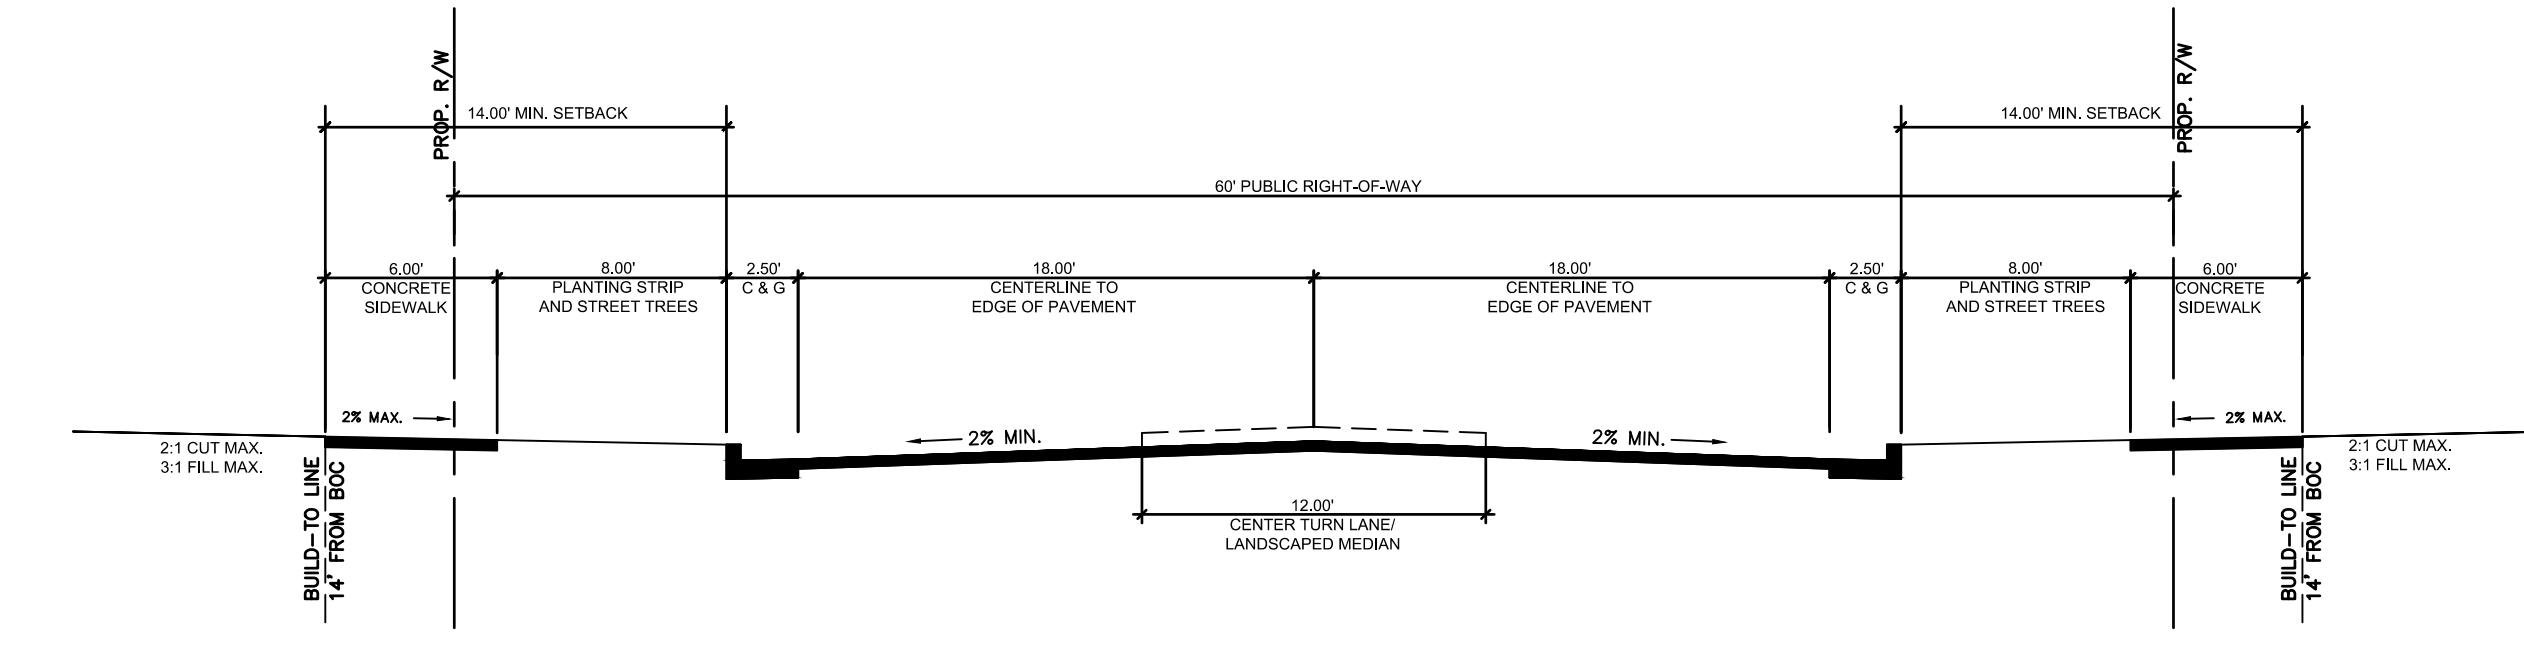 PROP. R/W
PROP. R/W
14.00' MIN. SETBACK
14.00' MIN. SETBACK
60' PUBLIC RIGHT-OF-WAY
6.00'
CONCRETE
SIDEWALK
8.00'
PLANTING STRIP
AND STREET TREES
2.50'
C & G
18.00'
CENTERLINE TO
EDGE OF PAVEMENT
18.00'
CENTERLINE TO
EDGE OF PAVEMENT
2.50'
C & G
8.00'
PLANTING STRIP
AND STREET TREES
6.00'
CONCRETE
SIDEWALK
2% MAX.
2% MIN.
2% MIN.
2% MAX.
2:1 CUT MAX.
3:1 FILL MAX.
2:1 CUT MAX.
3:1 FILL MAX.
BUILD-TO LINE
14' FROM BOC
12.00'
CENTER TURN LANE/
LANDSCAPED MEDIAN
BUILD-TO LINE
14' FROM BOC